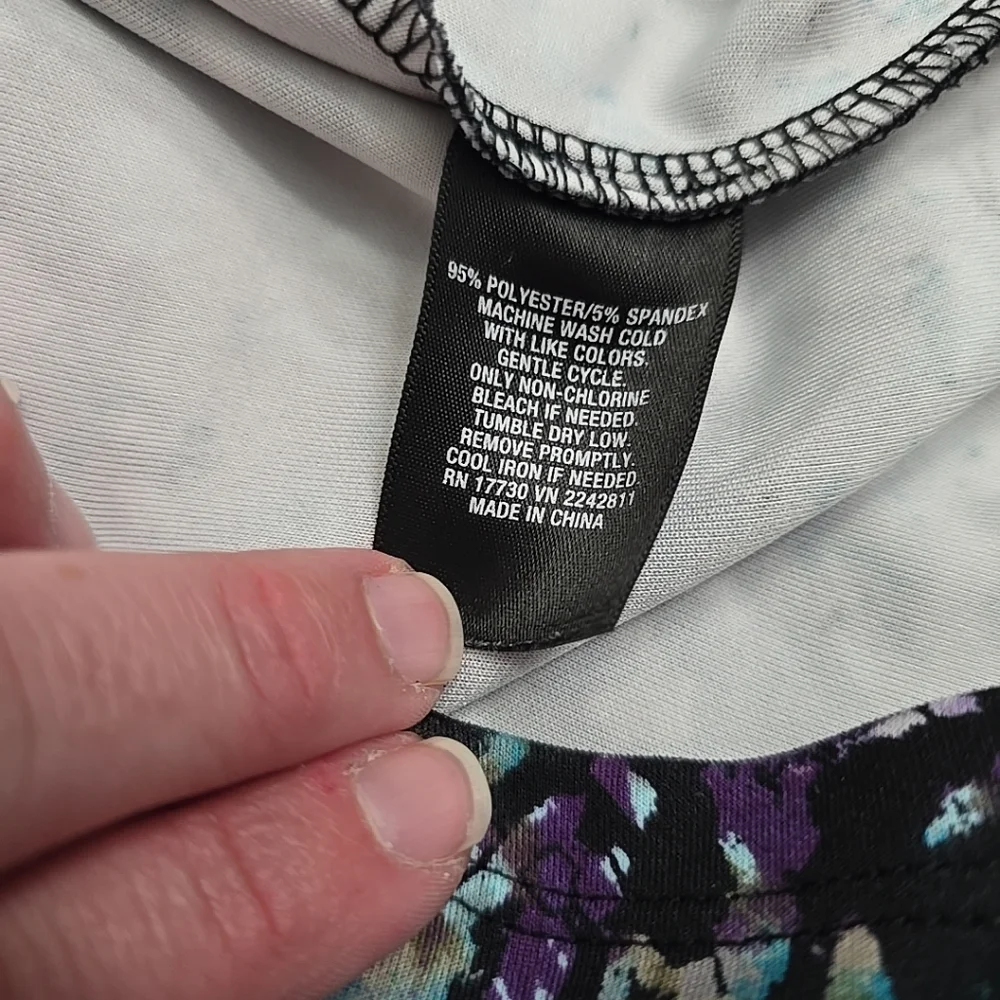 95% POLYESTER/5% SPANDEX
MACHINE WASH COLD
WITH LIKE COLORS.
GENTLE CYCLE.
ONLY NON-CHLORINE
BLEACH IF NEEDED.
TUMBLE DRY LOW.
REMOVE PROMPTLY.
COOL IRON IF NEEDED.
RN 17730 VN 2242811
MADE IN CHINA